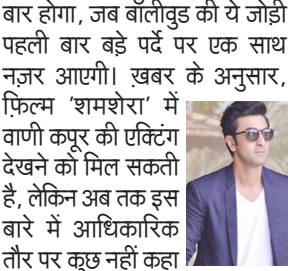 बार होगा, जब बॉलीवुड की ये जोड़ी
पहली बार बड़े पर्दे पर एक साथ
नज़र आएगी। ख़बर के अनुसार,
फ़िल्म 'शमशेरा' में
वाणी कपूर की एक्टिंग
देखने को मिल सकती
है, लेकिन अब तक इस
बारे में आधिकारिक
तौर पर कुछ नहीं कहा